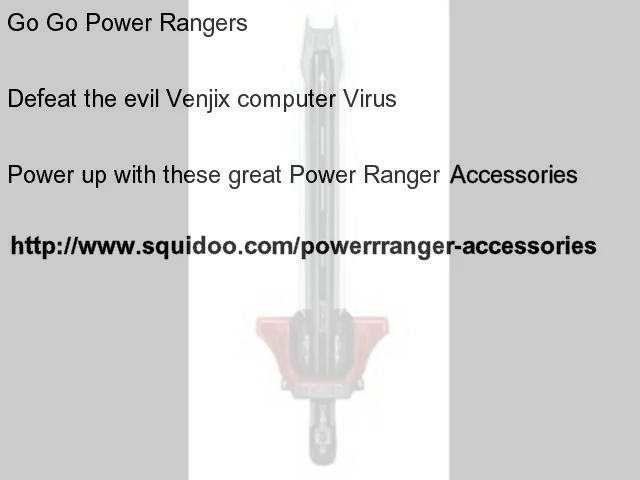 Go Go Power Rangers
Defeat the evil Venjix computer Virus
Power up with these great Power Ranger Accessories
http://www.squidoo.com/powerrranger-accessories